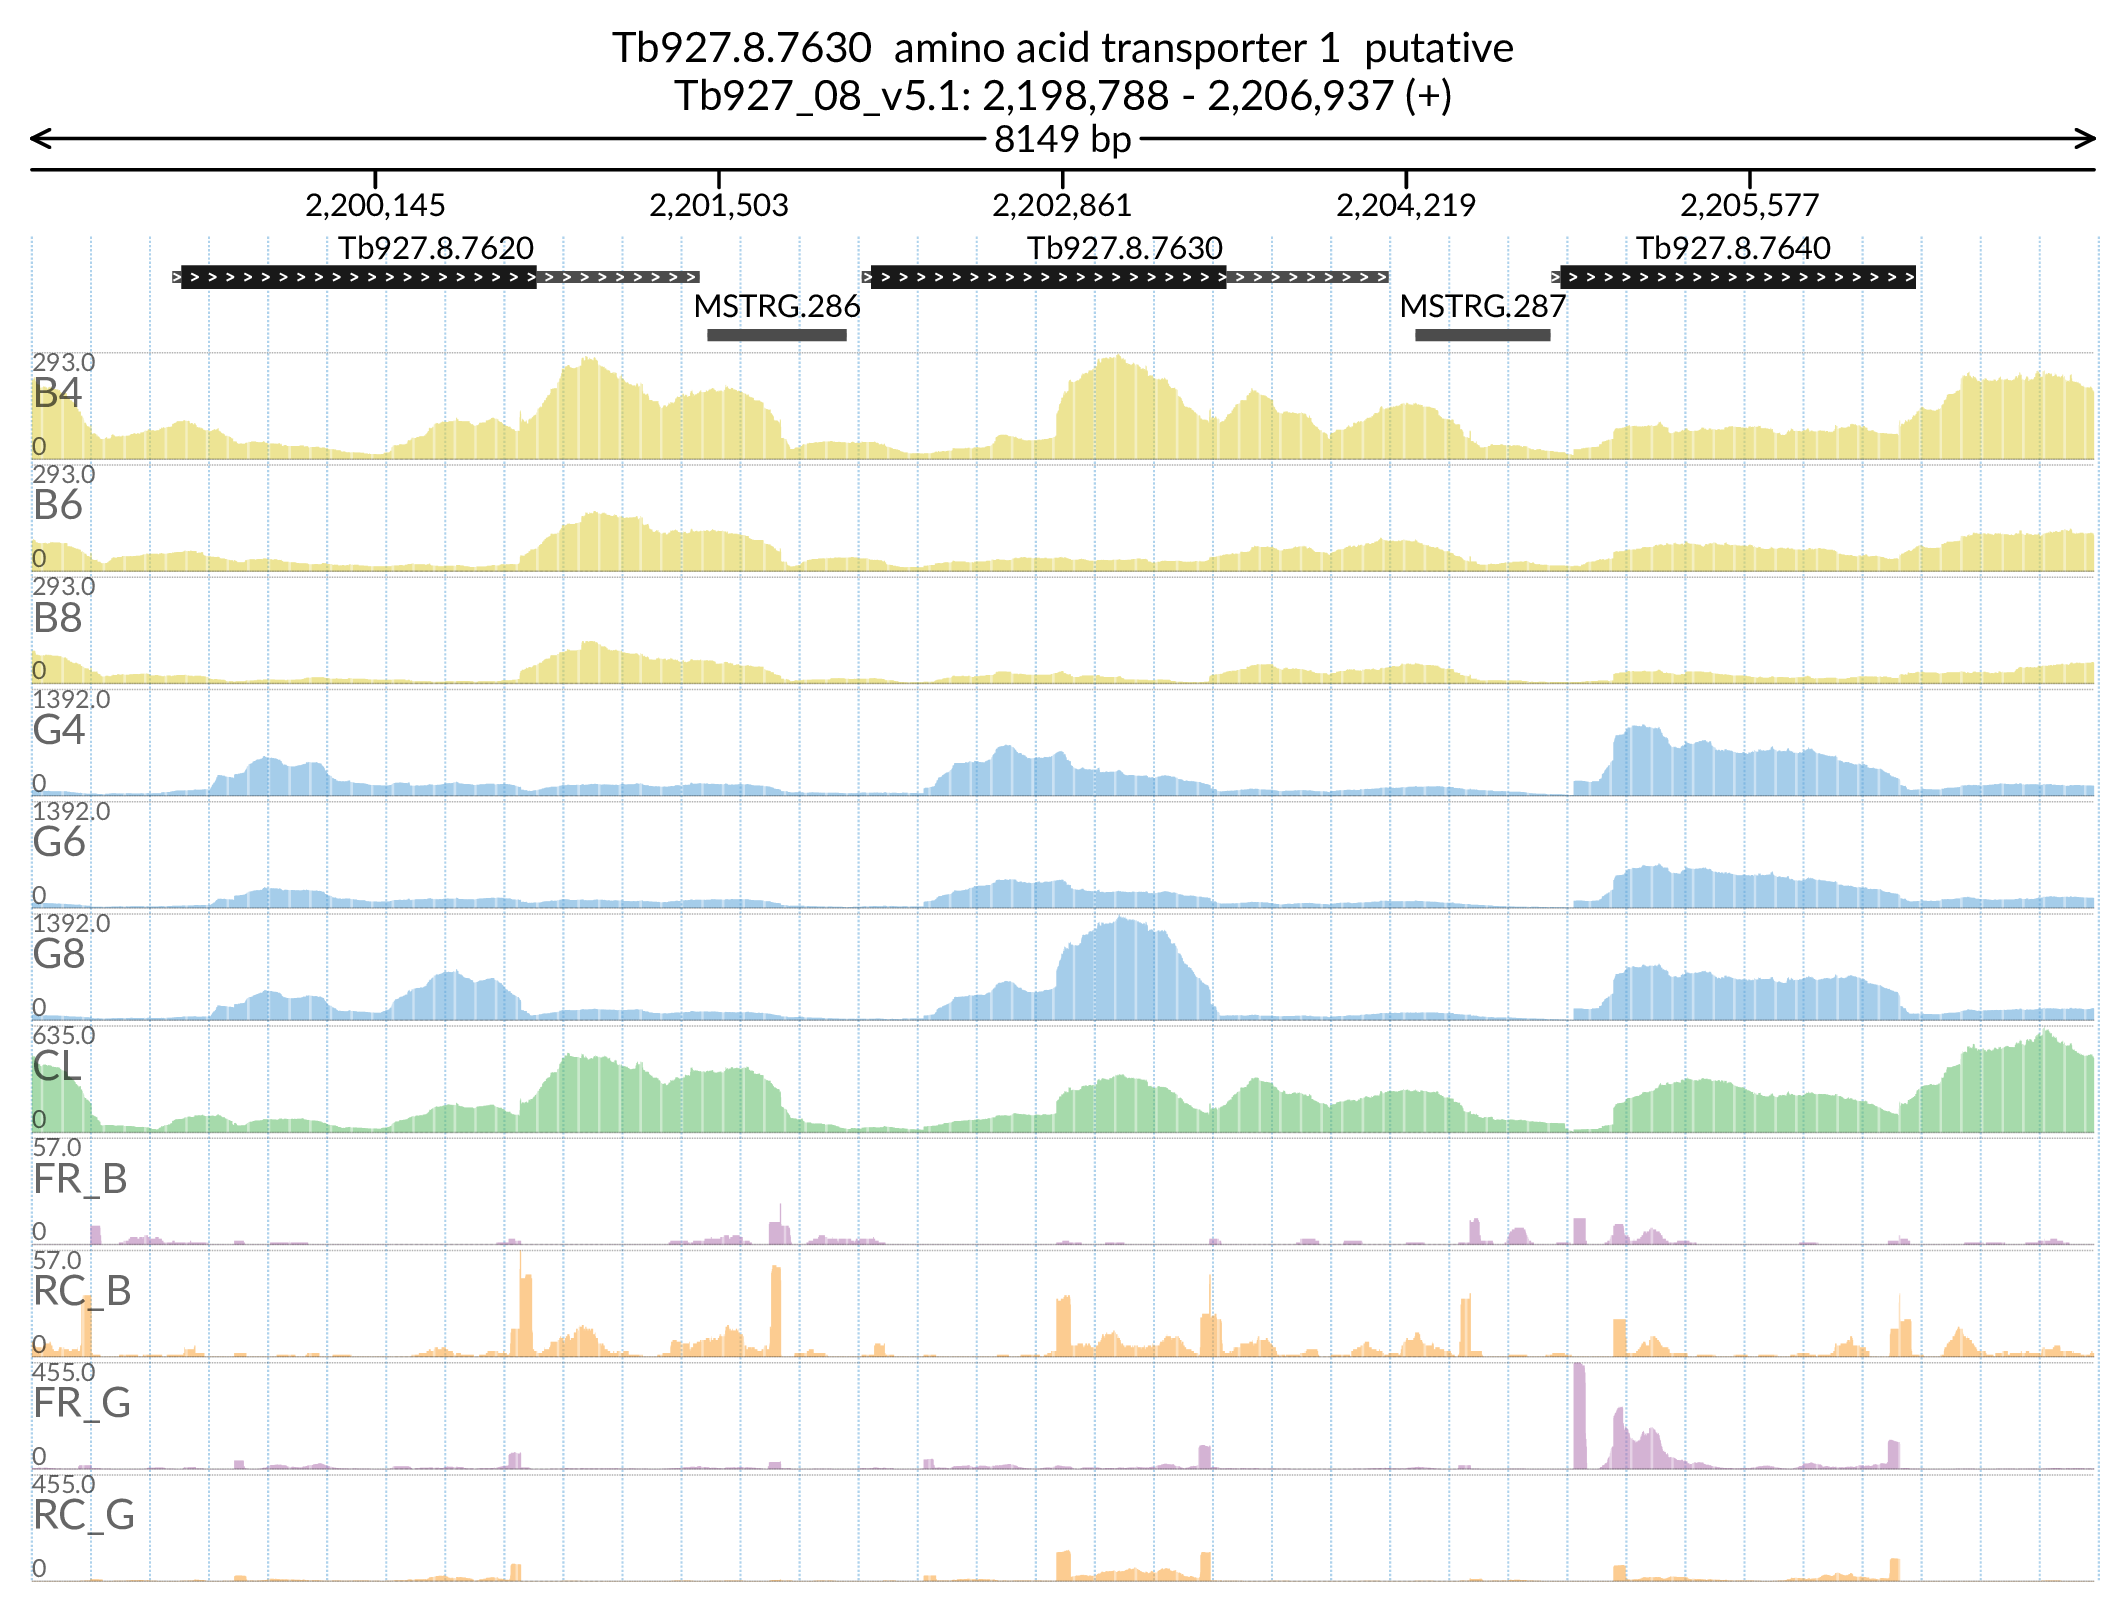 Tb927.8.7630  amino acid transporter 1  putative
Tb927_08_v5.1: 2,198,788 - 2,206,937 (+)
8149 bp
2,200,145 2,201,503 2,202,861 2,204,219 2,205,577
Tb927.8.7620 Tb927.8.7630 Tb927.8.7640
MSTRG.286 MSTRG.287
293.0
B4
0
293.0
B6
0
293.0
B8
0
1392.0
G4
0
1392.0
G6
0
1392.0
G8
0
635.0
CL
0
57.0
FR_B
0
57.0
RC_B
0
455.0
FR_G
0
455.0
RC_G
0